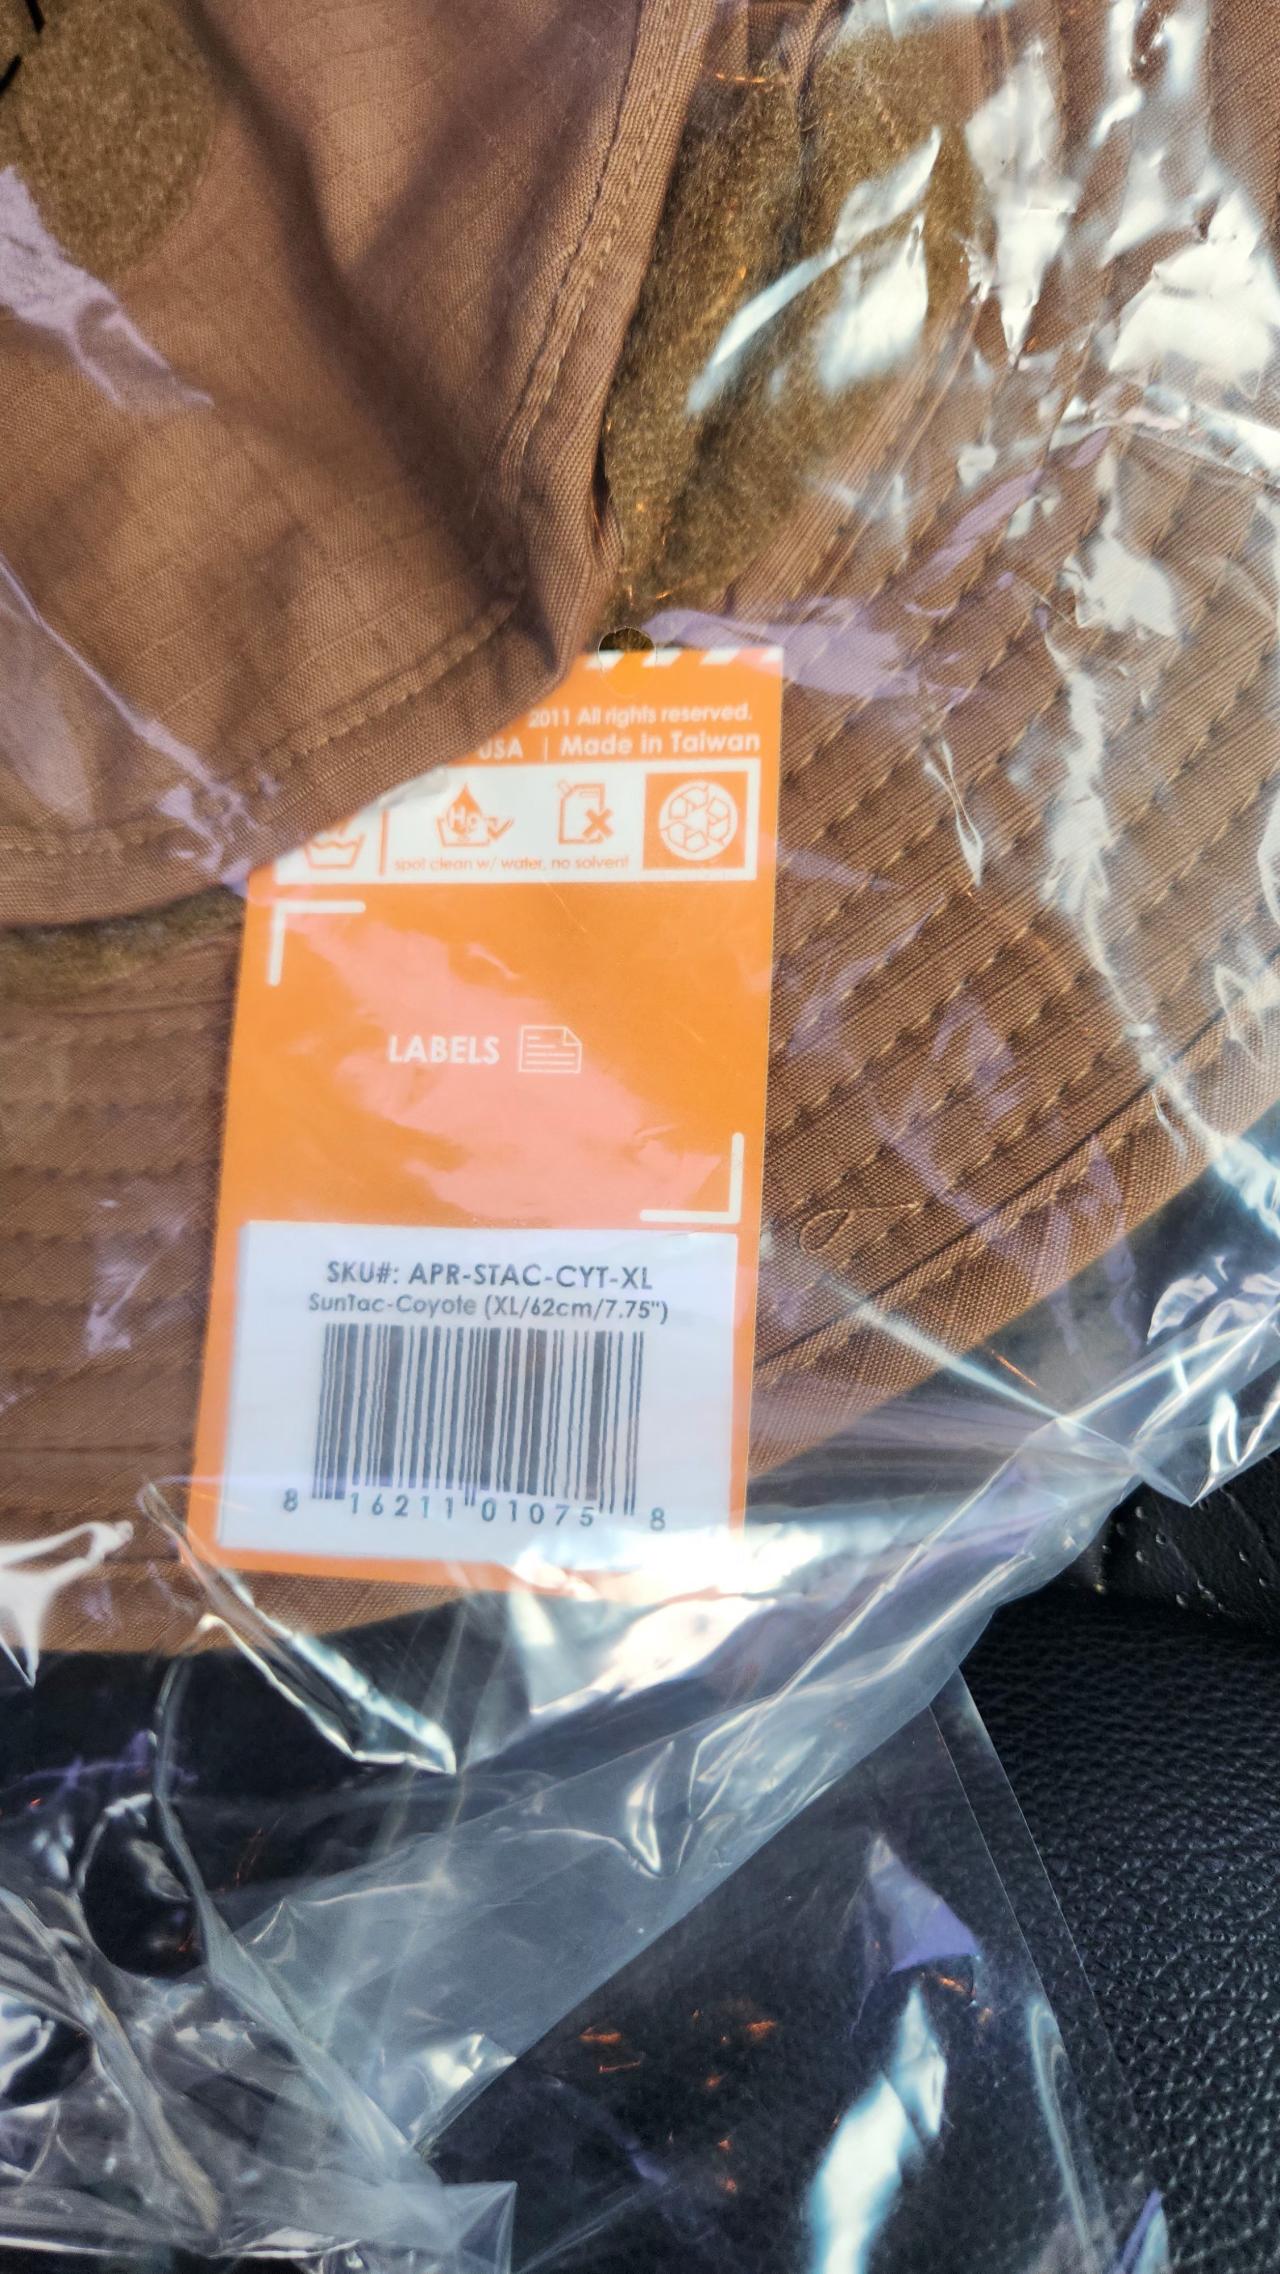 2011 All rights reserved.
USA | Made in Taiwan
H₂O
spot clean w/ water, no solvent
LABELS
SKU#: APR-STAC-CYT-XL
SunTac-Coyote (XL/62cm/7.75")
8 16211 01075 8